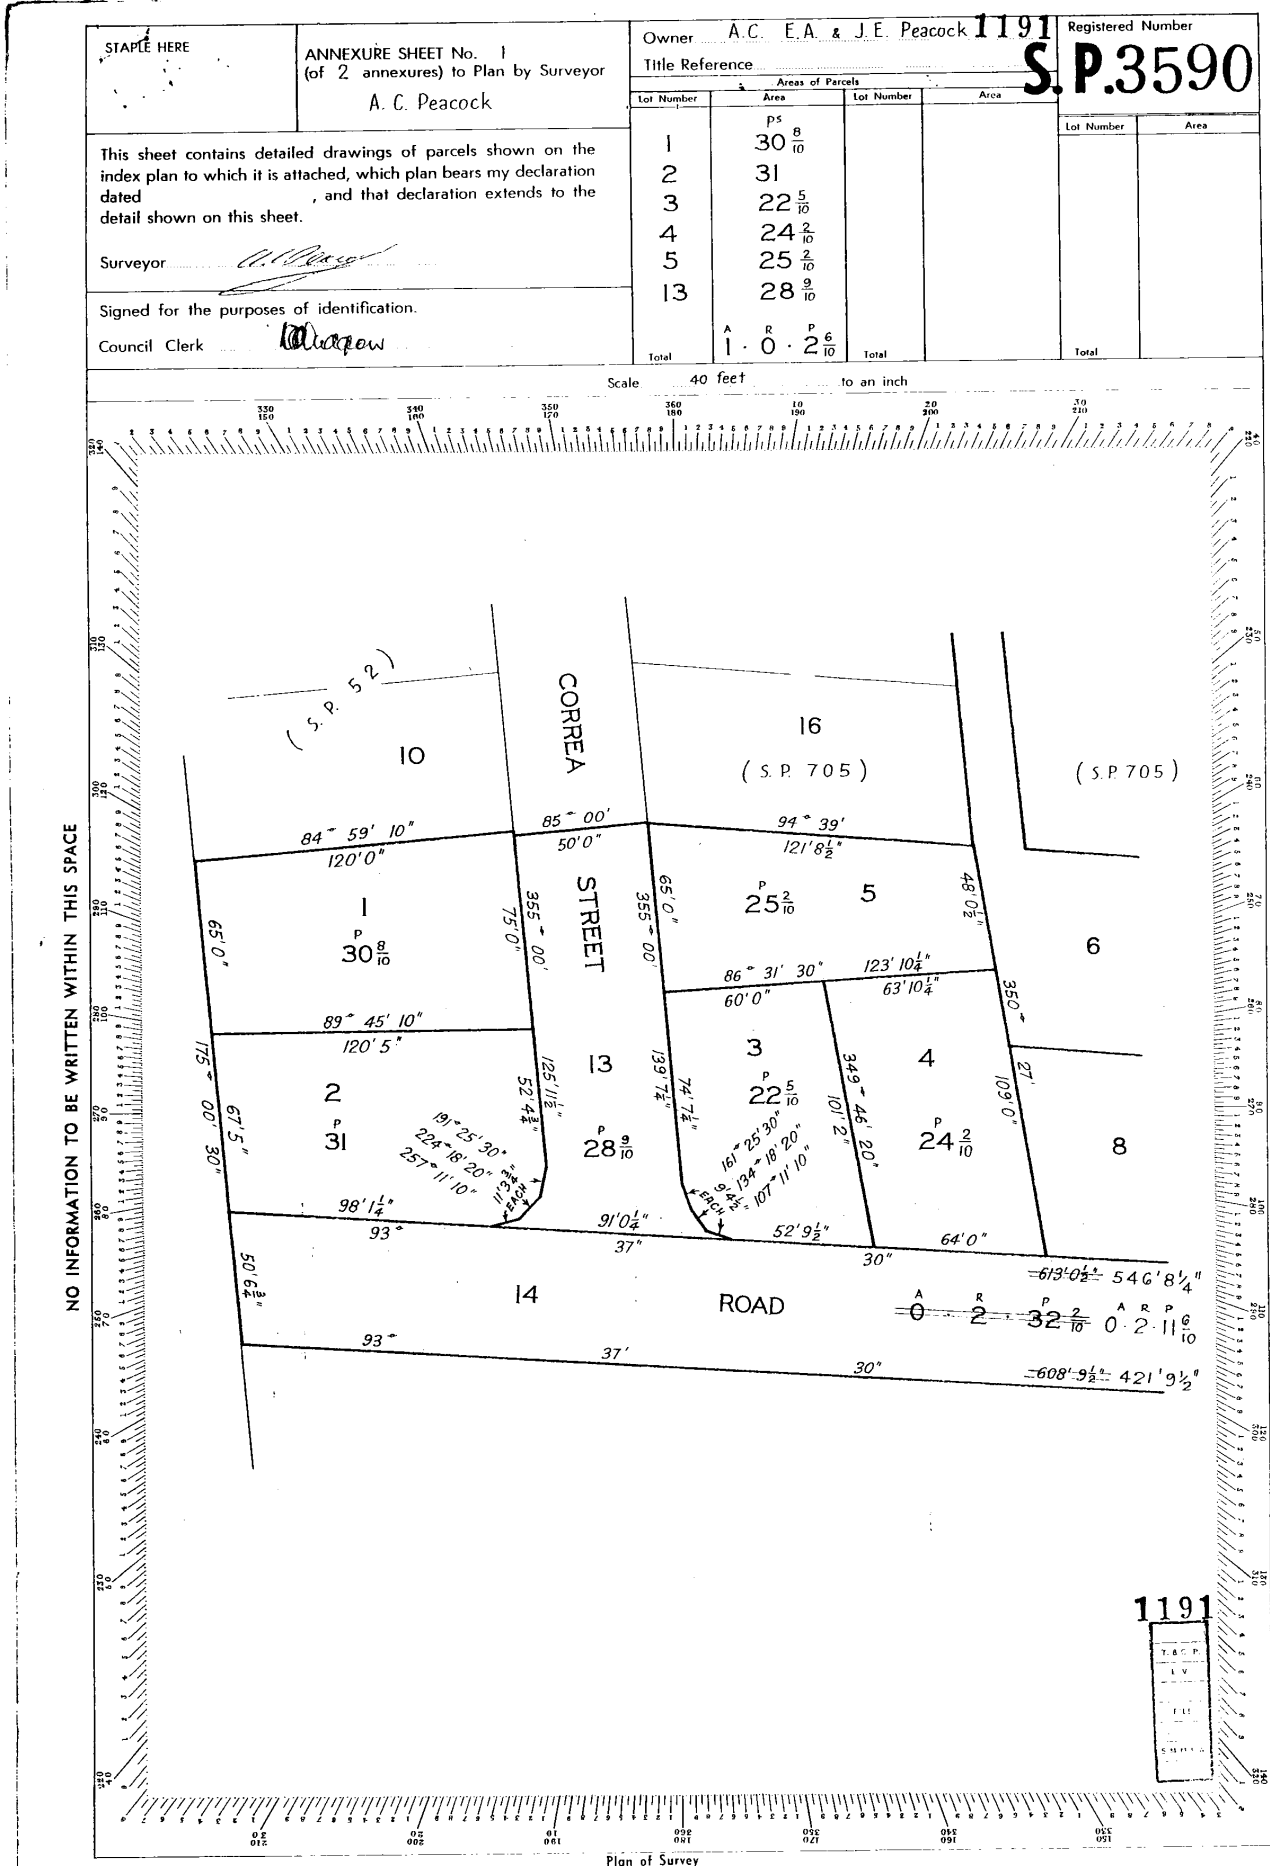 STAPLE HERE
ANNEXURE SHEET No. 1
(of 2 annexures) to Plan by Surveyor
A. C. Peacock
Owner A.C. E.A. & J.E. Peacock 1191
Title Reference
Registered Number
S.P.3590
Areas of Parcels
Lot Number Area Lot Number Area Lot Number Area
ps
1 30 8/10
2 31
3 22 5/10
4 24 2/10
5 25 2/10
13 28 9/10
A R P
Total 1 . 0 . 2 6/10 Total Total
This sheet contains detailed drawings of parcels shown on the
index plan to which it is attached, which plan bears my declaration
dated , and that declaration extends to the
detail shown on this sheet.
Surveyor
Signed for the purposes of identification.
Council Clerk
Scale 40 feet to an inch
NO INFORMATION TO BE WRITTEN WITHIN THIS SPACE
(S.P. 52)
10
CORREA
STREET
16
(S.P. 705)
(S.P. 705)
84° 59' 10"
120'0"
85° 00'
50'0"
94° 39'
121'8½"
1
P
30 8/10
65'0"
75'0"
355° 00'
355° 00'
65'0"
P
25 2/10
5
48'0½"
6
86° 31' 30"
123'10¼"
60'0"
63'10¼"
350°
27'
109'0"
89° 45' 10"
120'5"
2
P
31
175° 00' 30"
67'5"
52'4¾"
125'11½"
13
P
28 9/10
139'7¼"
74'7¼"
3
P
22 5/10
349° 46' 20"
101'2"
4
P
24 2/10
8
191° 25' 30"
224° 18' 20"
257° 11' 10"
11'3¾"
EACH
161° 25' 30"
134° 18' 20"
107° 11' 10"
9'4½"
EACH
98'1¼"
91'0¼"
52'9½"
64'0"
93°
37"
30"
613'0½" 546'8¼"
50'6¾"
14
ROAD
A R P
0 . 2 . 32 2/10
A R P
0 . 2 . 11 6/10
93°
37'
30"
608'9½" 421'9½"
1191
T. & C. P.
Plan of Survey